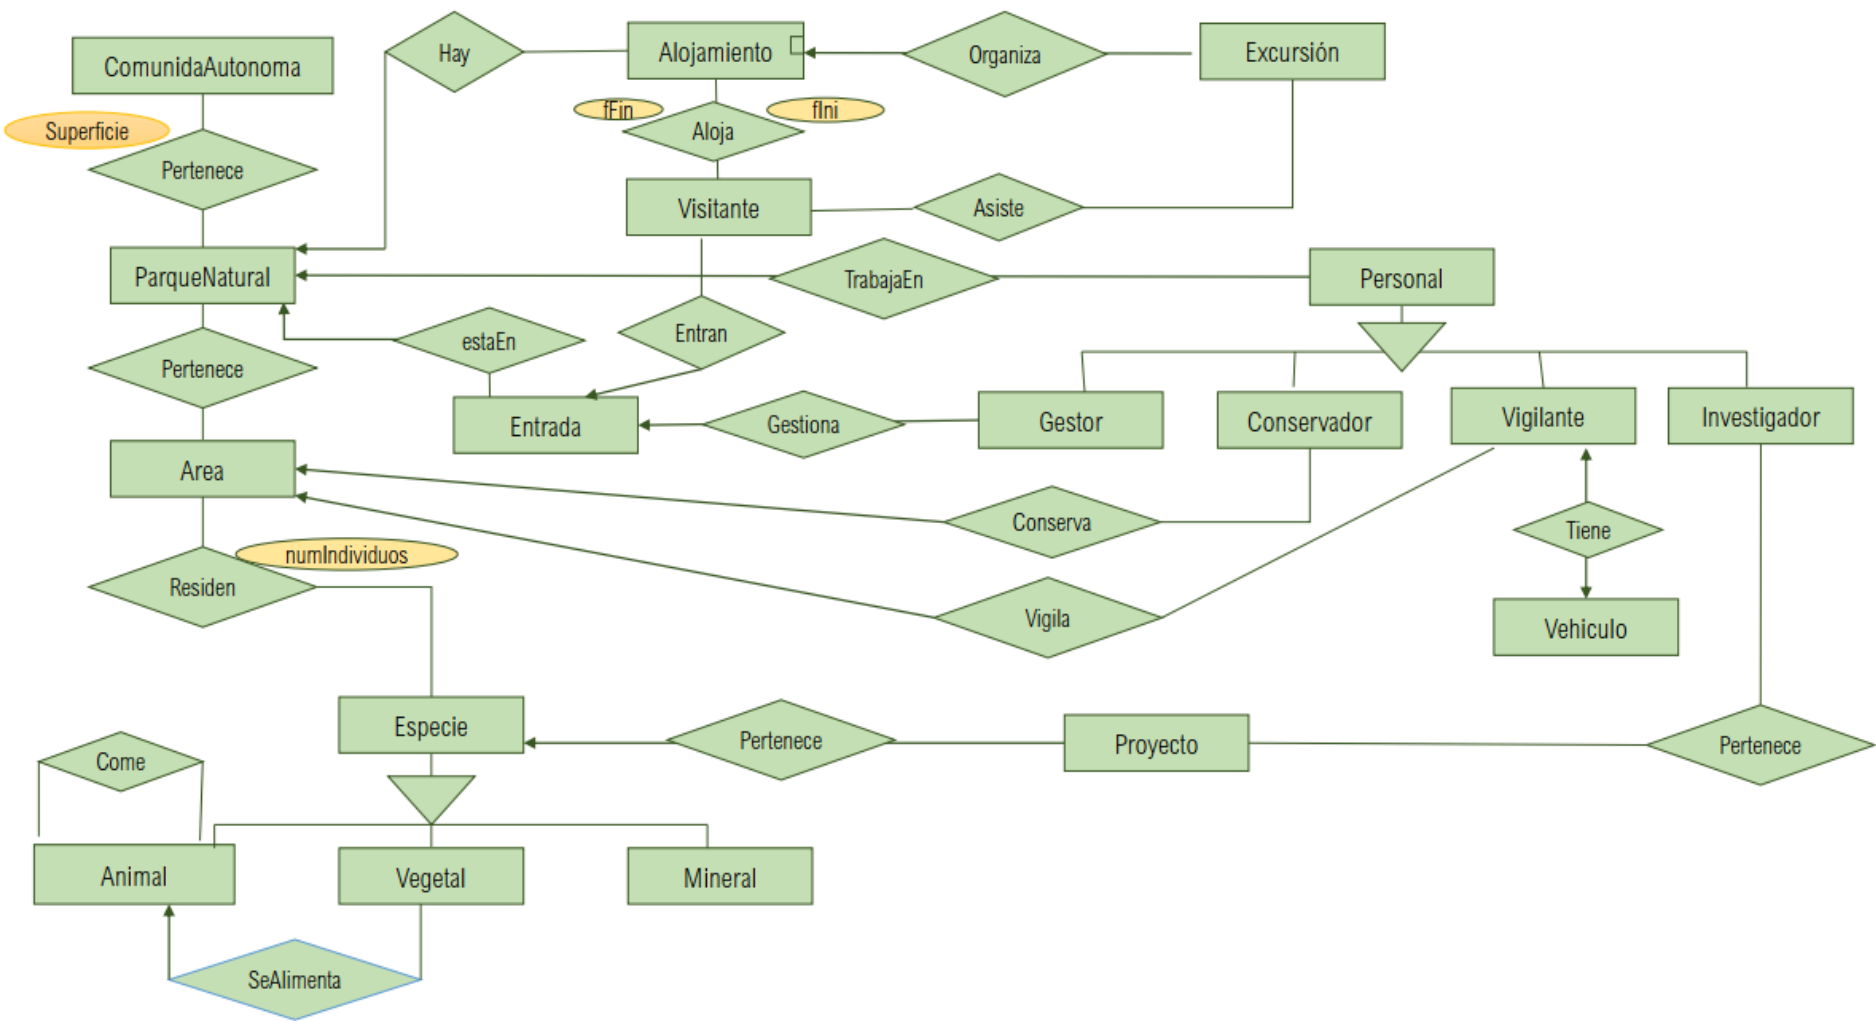 Hay
Alojamiento
Organiza
Excursión
ComunidaAutonoma
fFin
fIni
Superficie
Aloja
Pertenece
Visitante
Asiste
ParqueNatural
TrabajaEn
Personal
estaEn
Entran
Pertenece
Entrada
Gestiona
Gestor
Conservador
Vigilante
Investigador
Area
Conserva
Tiene
numIndividuos
Residen
Vigila
Vehiculo
Especie
Pertenece
Proyecto
Pertenece
Come
Animal
Vegetal
Mineral
SeAlimenta